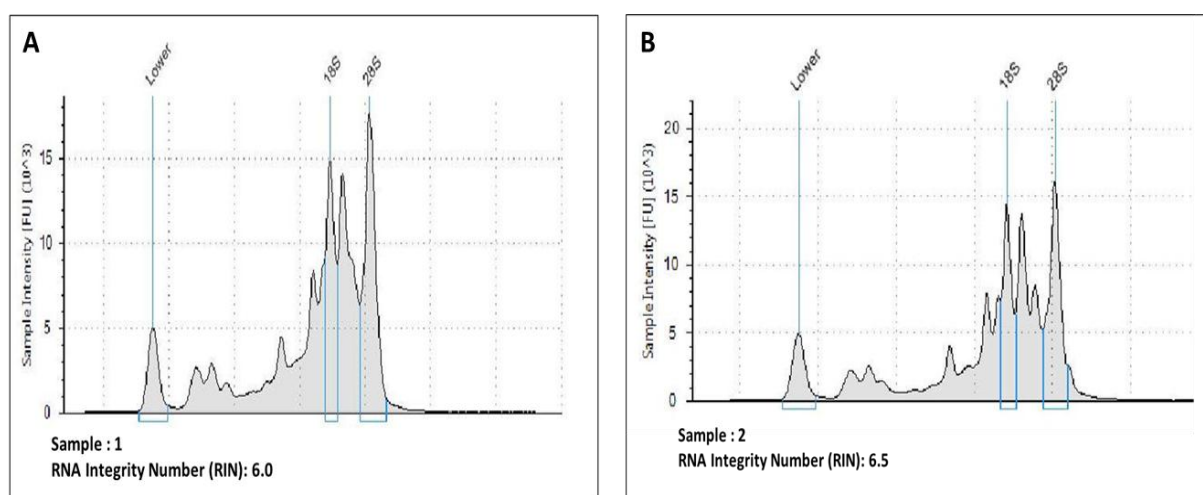 A
Lower
18S
28S
Sample Intensity [FU] (10^3)
15
10
5
0
Sample : 1
RNA Integrity Number (RIN): 6.0
B
Lower
18S
28S
Sample Intensity [FU] (10^3)
20
15
10
5
0
Sample : 2
RNA Integrity Number (RIN): 6.5